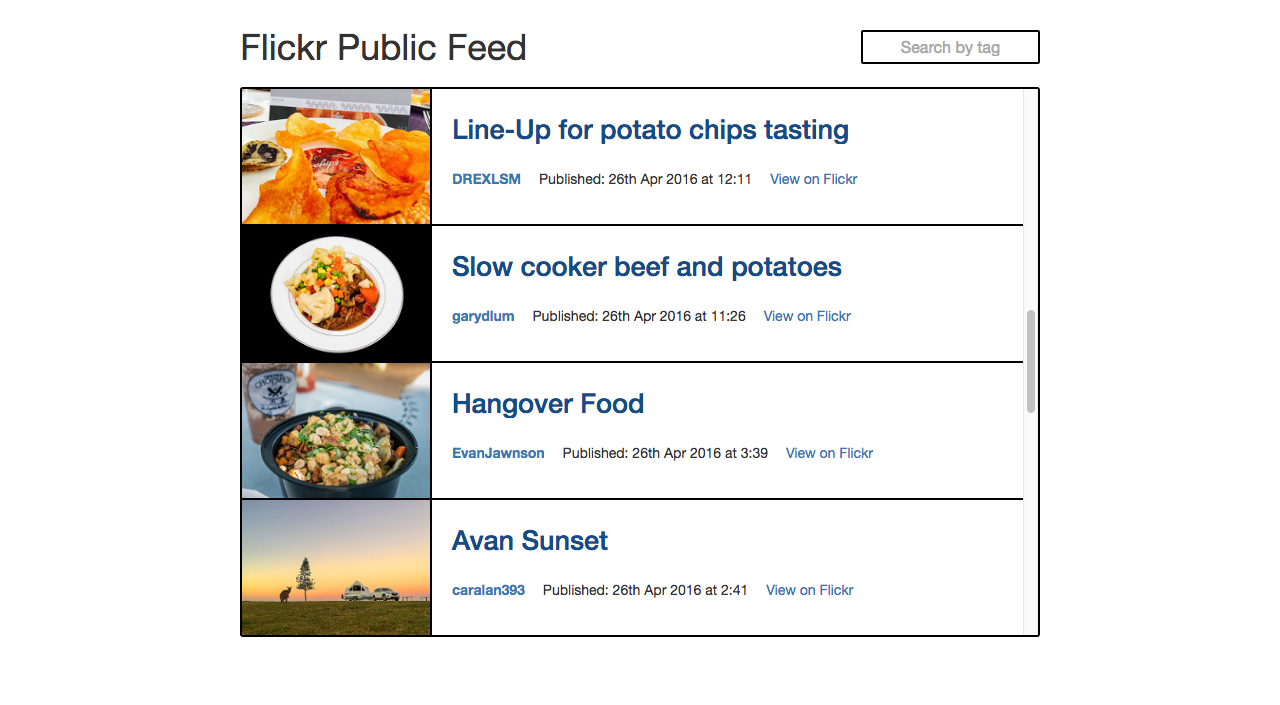 Flickr Public Feed
Search by tag
chips
Line-Up for potato chips tasting
DREXLSM Published: 26th Apr 2016 at 12:11 View on Flickr
Slow cooker beef and potatoes
garydlum Published: 26th Apr 2016 at 11:26 View on Flickr
CHOPSHOP
Hangover Food
EvanJawnson Published: 26th Apr 2016 at 3:39 View on Flickr
Avan Sunset
caralan393 Published: 26th Apr 2016 at 2:41 View on Flickr